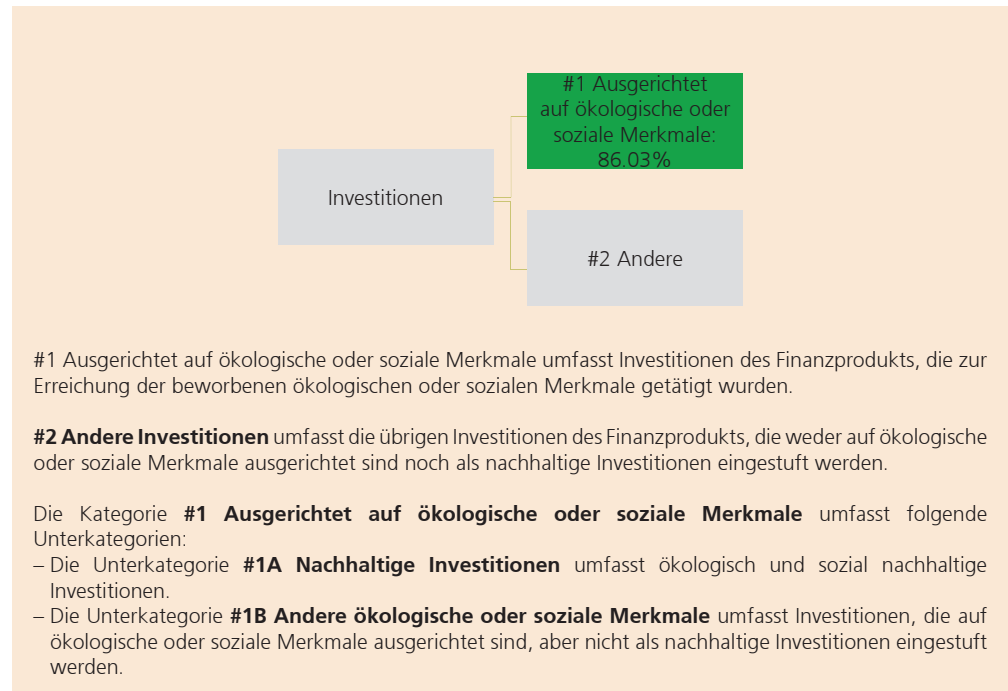 #1 Ausgerichtet
auf ökologische oder
soziale Merkmale:
86.03%
Investitionen
#2 Andere
#1 Ausgerichtet auf ökologische oder soziale Merkmale umfasst Investitionen des Finanzprodukts, die zur
Erreichung der beworbenen ökologischen oder sozialen Merkmale getätigt wurden.
#2 Andere Investitionen umfasst die übrigen Investitionen des Finanzprodukts, die weder auf ökologische
oder soziale Merkmale ausgerichtet sind noch als nachhaltige Investitionen eingestuft werden.
Die Kategorie #1 Ausgerichtet auf ökologische oder soziale Merkmale umfasst folgende
Unterkategorien:
– Die Unterkategorie #1A Nachhaltige Investitionen umfasst ökologisch und sozial nachhaltige
Investitionen.
– Die Unterkategorie #1B Andere ökologische oder soziale Merkmale umfasst Investitionen, die auf
ökologische oder soziale Merkmale ausgerichtet sind, aber nicht als nachhaltige Investitionen eingestuft
werden.